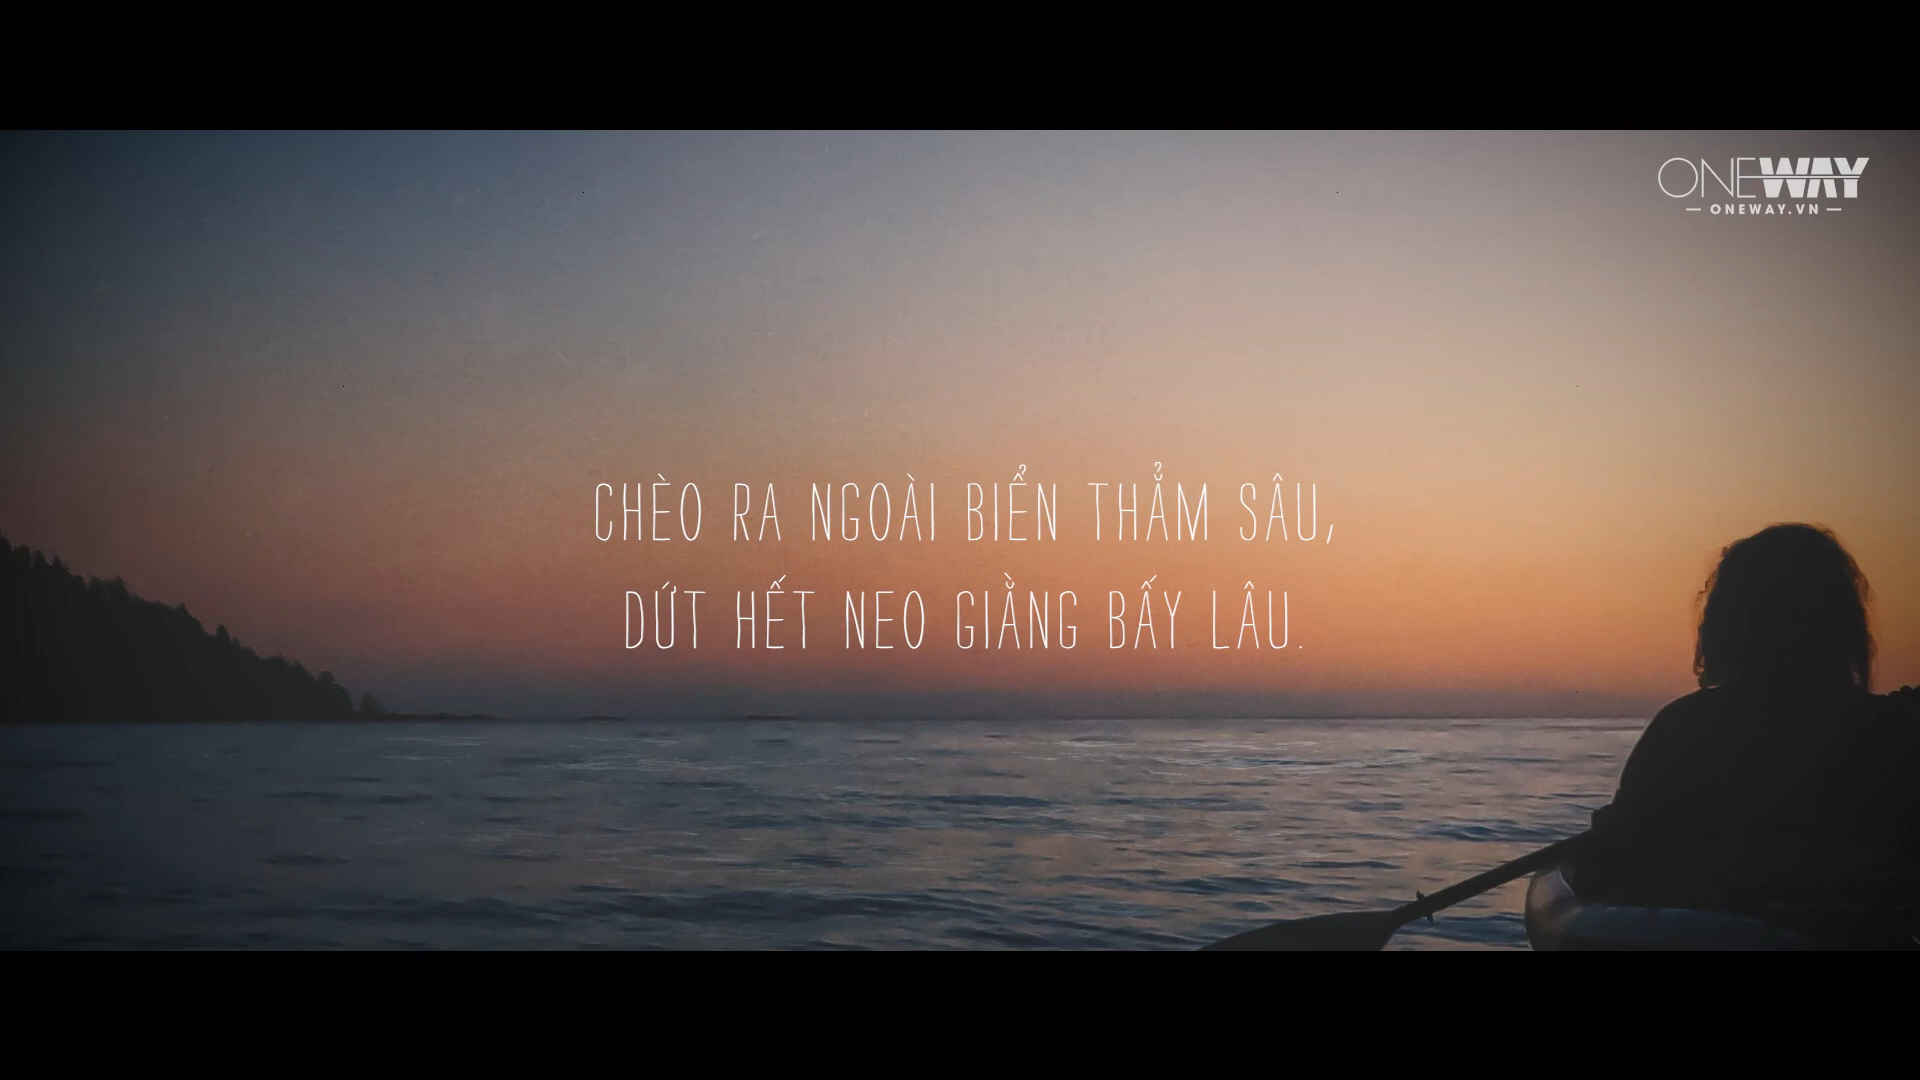 ONEWAY
— ONEWAY.VN —
CHÈO RA NGOÀI BIỂN THẲM SÂU,
DỨT HẾT NEO GIẰNG BẤY LÂU.